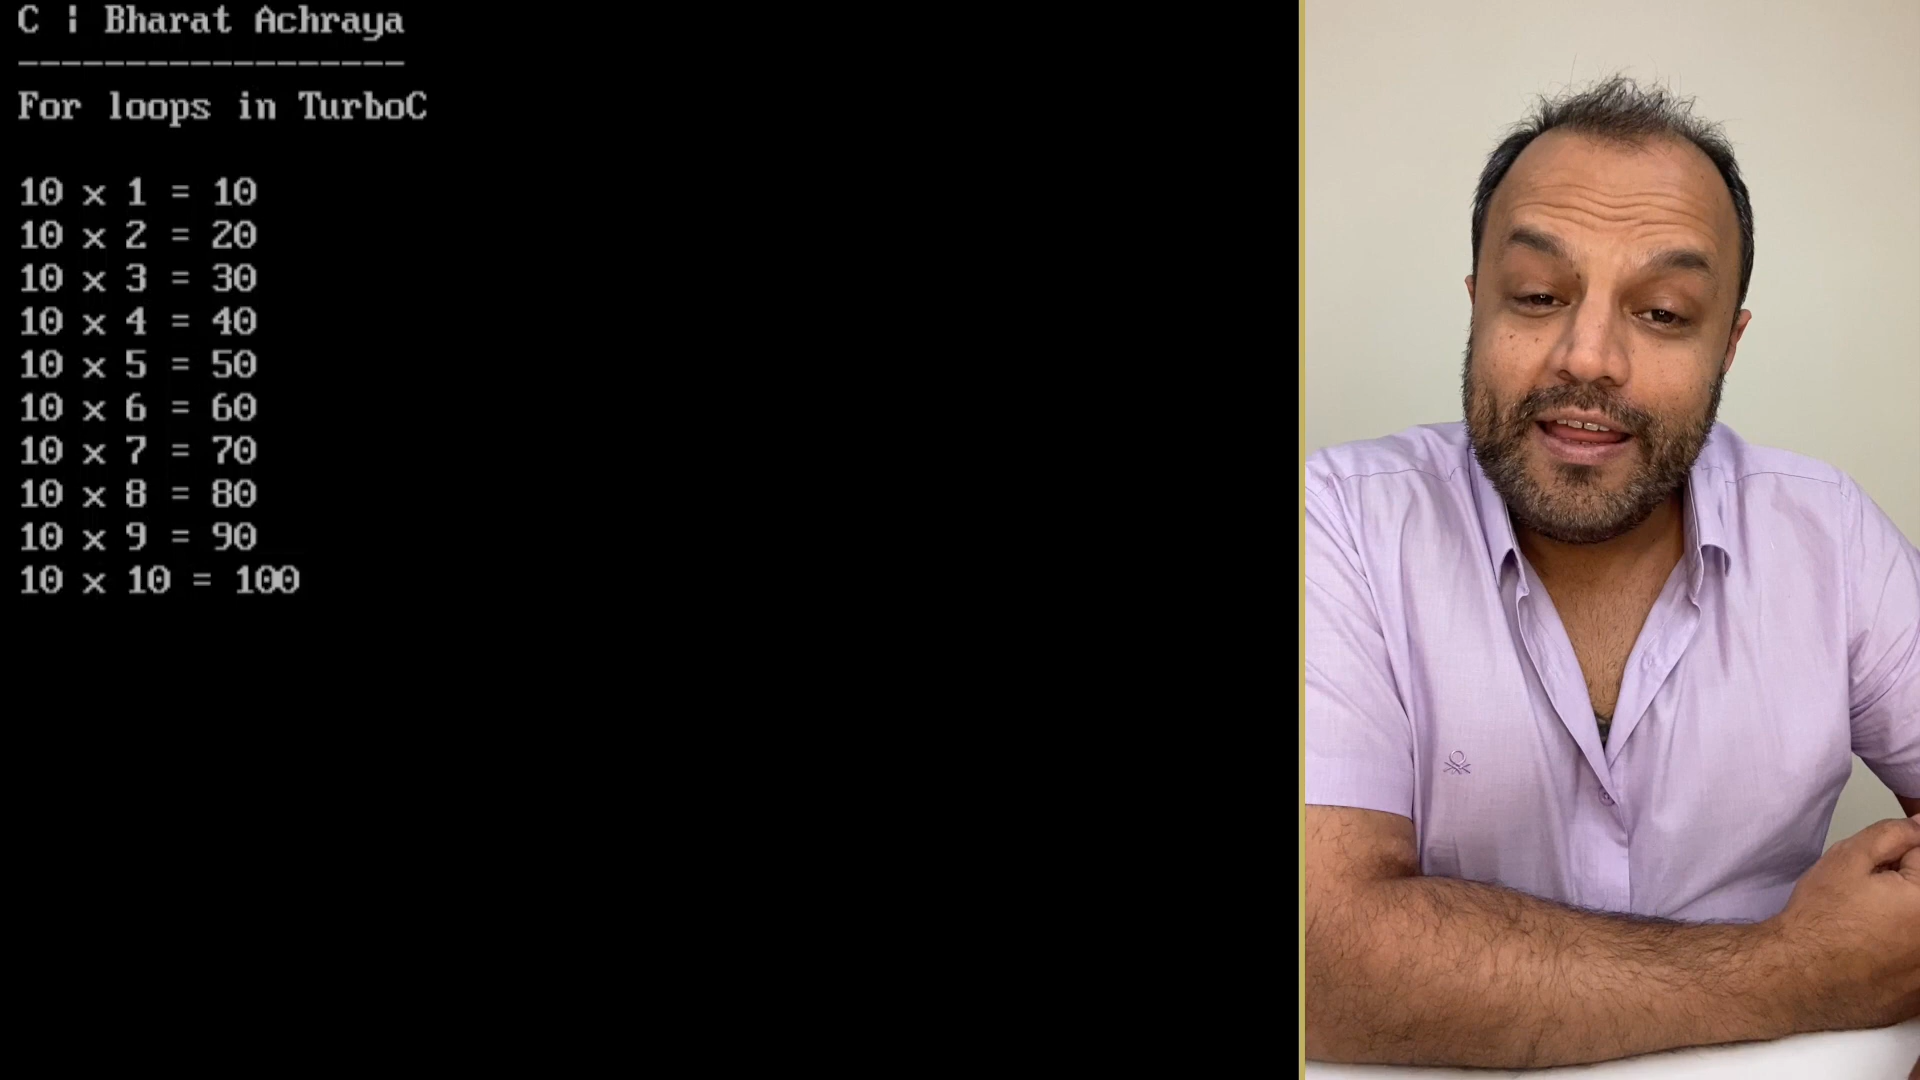 C ¦ Bharat Achraya
------------------
For loops in TurboC
10 x 1 = 10
10 x 2 = 20
10 x 3 = 30
10 x 4 = 40
10 x 5 = 50
10 x 6 = 60
10 x 7 = 70
10 x 8 = 80
10 x 9 = 90
10 x 10 = 100